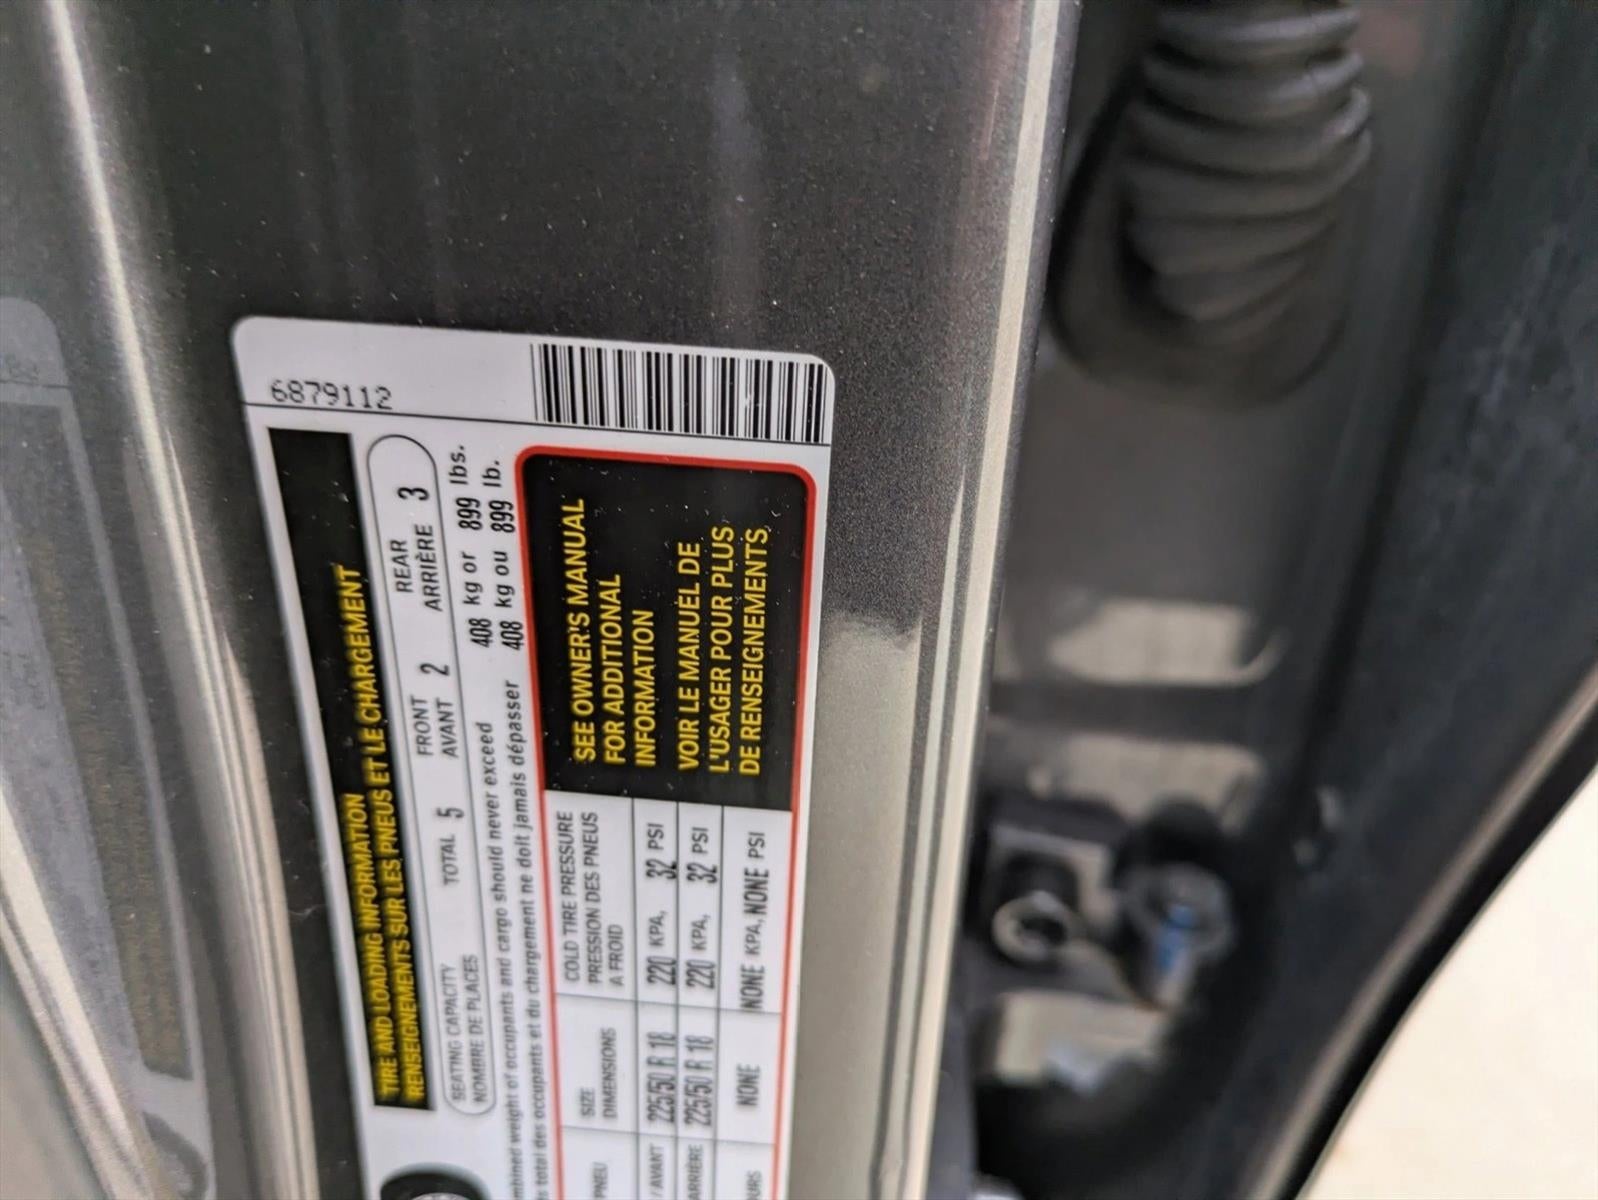 6879112
TIRE AND LOADING INFORMATION
RENSEIGNEMENTS SUR LES PNEUS ET LE CHARGEMENT
SEATING CAPACITY
NOMBRE DE PLACES
TOTAL 5
FRONT
AVANT 2
REAR
ARRIÈRE 3
mbined weight of occupants and cargo should never exceed 408 kg or 899 lbs.
s total des occupants et du chargement ne doit jamais dépasser 408 kg ou 899 lb.
PNEU
SIZE
DIMENSIONS
COLD TIRE PRESSURE
PRESSION DES PNEUS
A FROID
/ AVANT 225/50 R 18 220 KPA, 32 PSI
ARRIÈRE 225/50 R 18 220 KPA, 32 PSI
OURS NONE NONE KPA, NONE PSI
SEE OWNER'S MANUAL
FOR ADDITIONAL
INFORMATION
VOIR LE MANUEL DE
L'USAGER POUR PLUS
DE RENSEIGNEMENTS